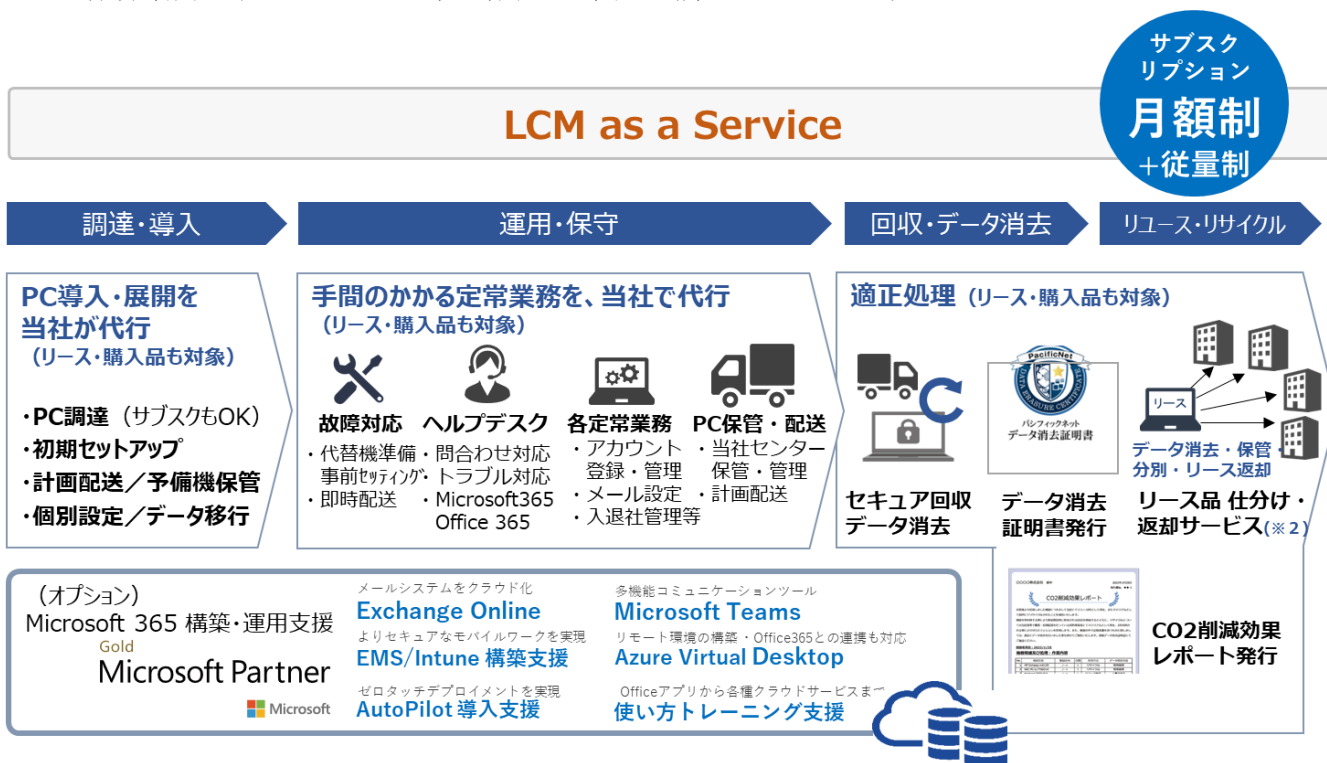 サブスク
リプション
月額制
+従量制
LCM as a Service
調達・導入
運用・保守
回収・データ消去
リユース・リサイクル
PC導入・展開を
当社が代行
(リース・購入品も対象)
・PC調達 (サブスクもOK)
・初期セットアップ
・計画配送／予備機保管
・個別設定／データ移行
手間のかかる定常業務を、当社で代行
(リース・購入品も対象)
故障対応
・代替機準備
事前セッティング
・即時配送
ヘルプデスク
・問合わせ対応
・トラブル対応
・Microsoft365
Office 365
各定常業務
・アカウント
登録・管理
・メール設定
・入退社管理等
PC保管・配送
・当社センター
保管・管理
・計画配送
適正処理 (リース・購入品も対象)
セキュア回収
データ消去
PacificNet
DATA ERASURE CERTIFICATE
パシフィックネット
データ消去証明書
データ消去
証明書発行
リース
データ消去・保管・
分別・リース返却
リース品 仕分け・
返却サービス(※2)
CO2削減効果レポート
CO2削減効果
レポート発行
(オプション)
Microsoft 365 構築・運用支援
Gold
Microsoft Partner
Microsoft
メールシステムをクラウド化
Exchange Online
よりセキュアなモバイルワークを実現
EMS/Intune 構築支援
ゼロタッチデプロイメントを実現
AutoPilot 導入支援
多機能コミュニケーションツール
Microsoft Teams
リモート環境の構築・Office365との連携も対応
Azure Virtual Desktop
Officeアプリから各種クラウドサービスまで
使い方トレーニング支援